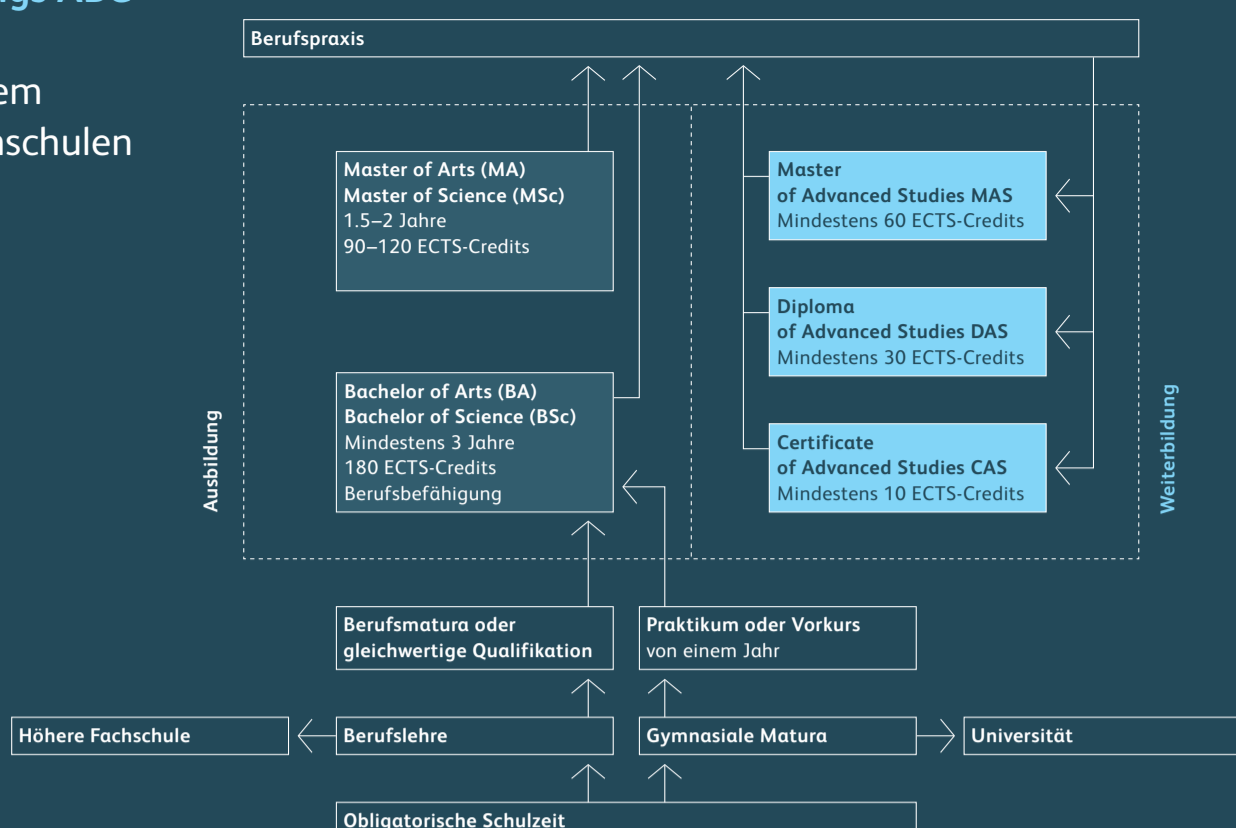 ABC
em
schulen
Berufspraxis
Master of Arts (MA)
Master of Science (MSc)
1.5–2 Jahre
90–120 ECTS-Credits
Master
of Advanced Studies MAS
Mindestens 60 ECTS-Credits
Diploma
of Advanced Studies DAS
Mindestens 30 ECTS-Credits
Bachelor of Arts (BA)
Bachelor of Science (BSc)
Mindestens 3 Jahre
180 ECTS-Credits
Berufsbefähigung
Certificate
of Advanced Studies CAS
Mindestens 10 ECTS-Credits
Ausbildung
Weiterbildung
Berufsmatura oder
gleichwertige Qualifikation
Praktikum oder Vorkurs
von einem Jahr
Höhere Fachschule
Berufslehre
Gymnasiale Matura
Universität
Obligatorische Schulzeit